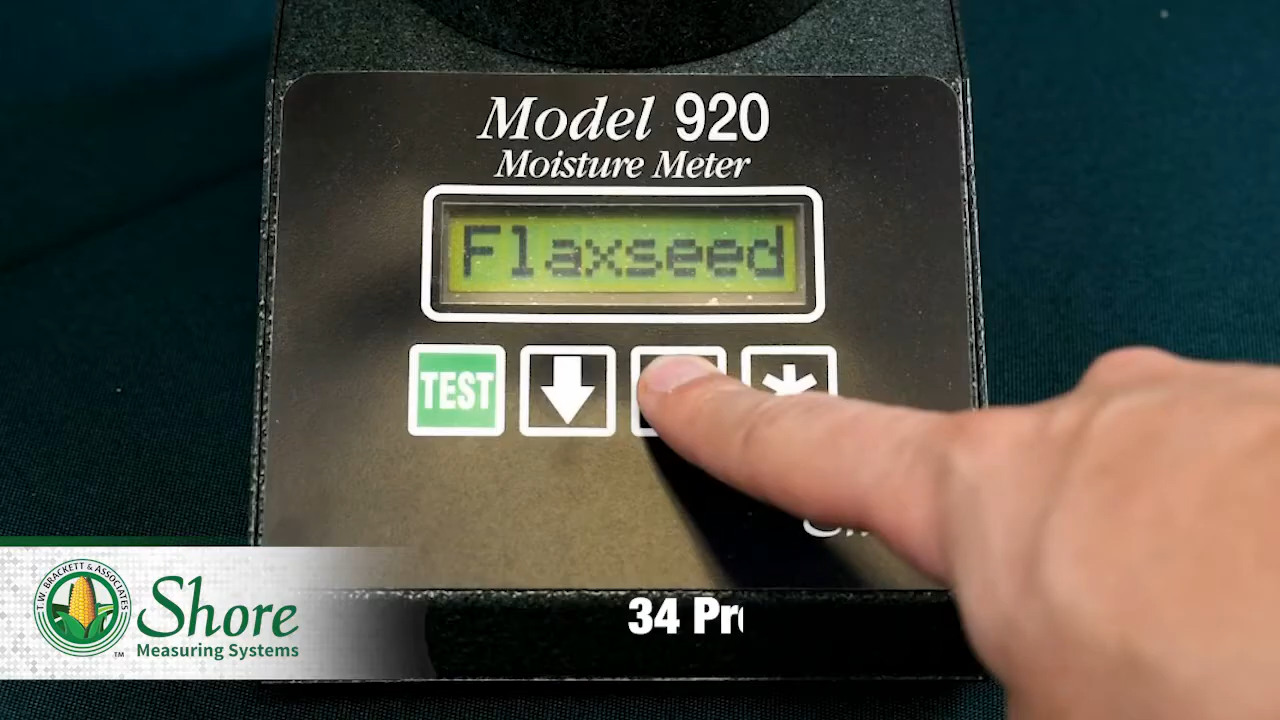 Model 920
Moisture Meter
Flaxseed
TEST
T.W. BRACKETT & ASSOCIATES
TM
Shore
Measuring Systems
34